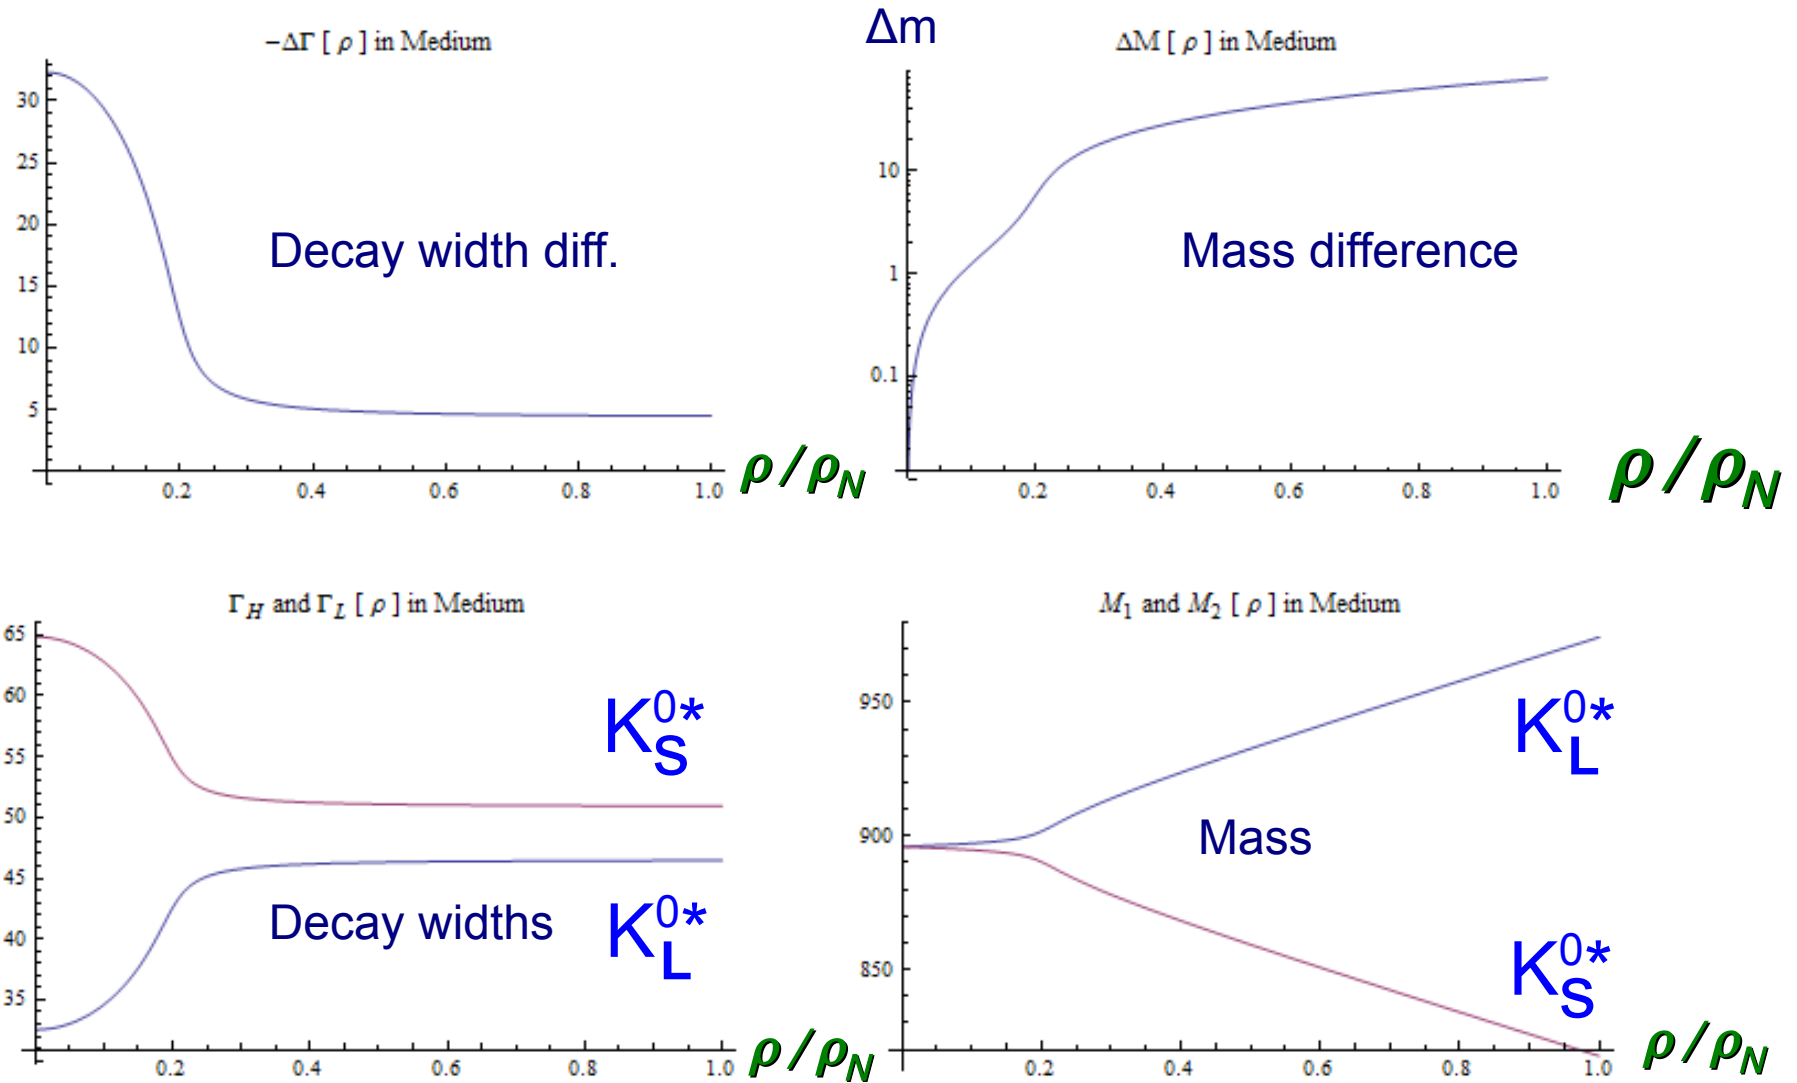 −ΔΓ [ ρ ] in Medium
30
25
20
15
10
5
Decay width diff.
0.2 0.4 0.6 0.8 1.0
ρ/ρN
Δm
ΔM [ ρ ] in Medium
10
1
0.1
Mass difference
0.2 0.4 0.6 0.8 1.0
ρ/ρN
ΓH and ΓL [ ρ ] in Medium
65
60
55
50
45
40
35
K0*S
Decay widths
K0*L
0.2 0.4 0.6 0.8 1.0
ρ/ρN
M1 and M2 [ ρ ] in Medium
950
900
850
K0*L
Mass
K0*S
0.2 0.4 0.6 0.8 1.0
ρ/ρN